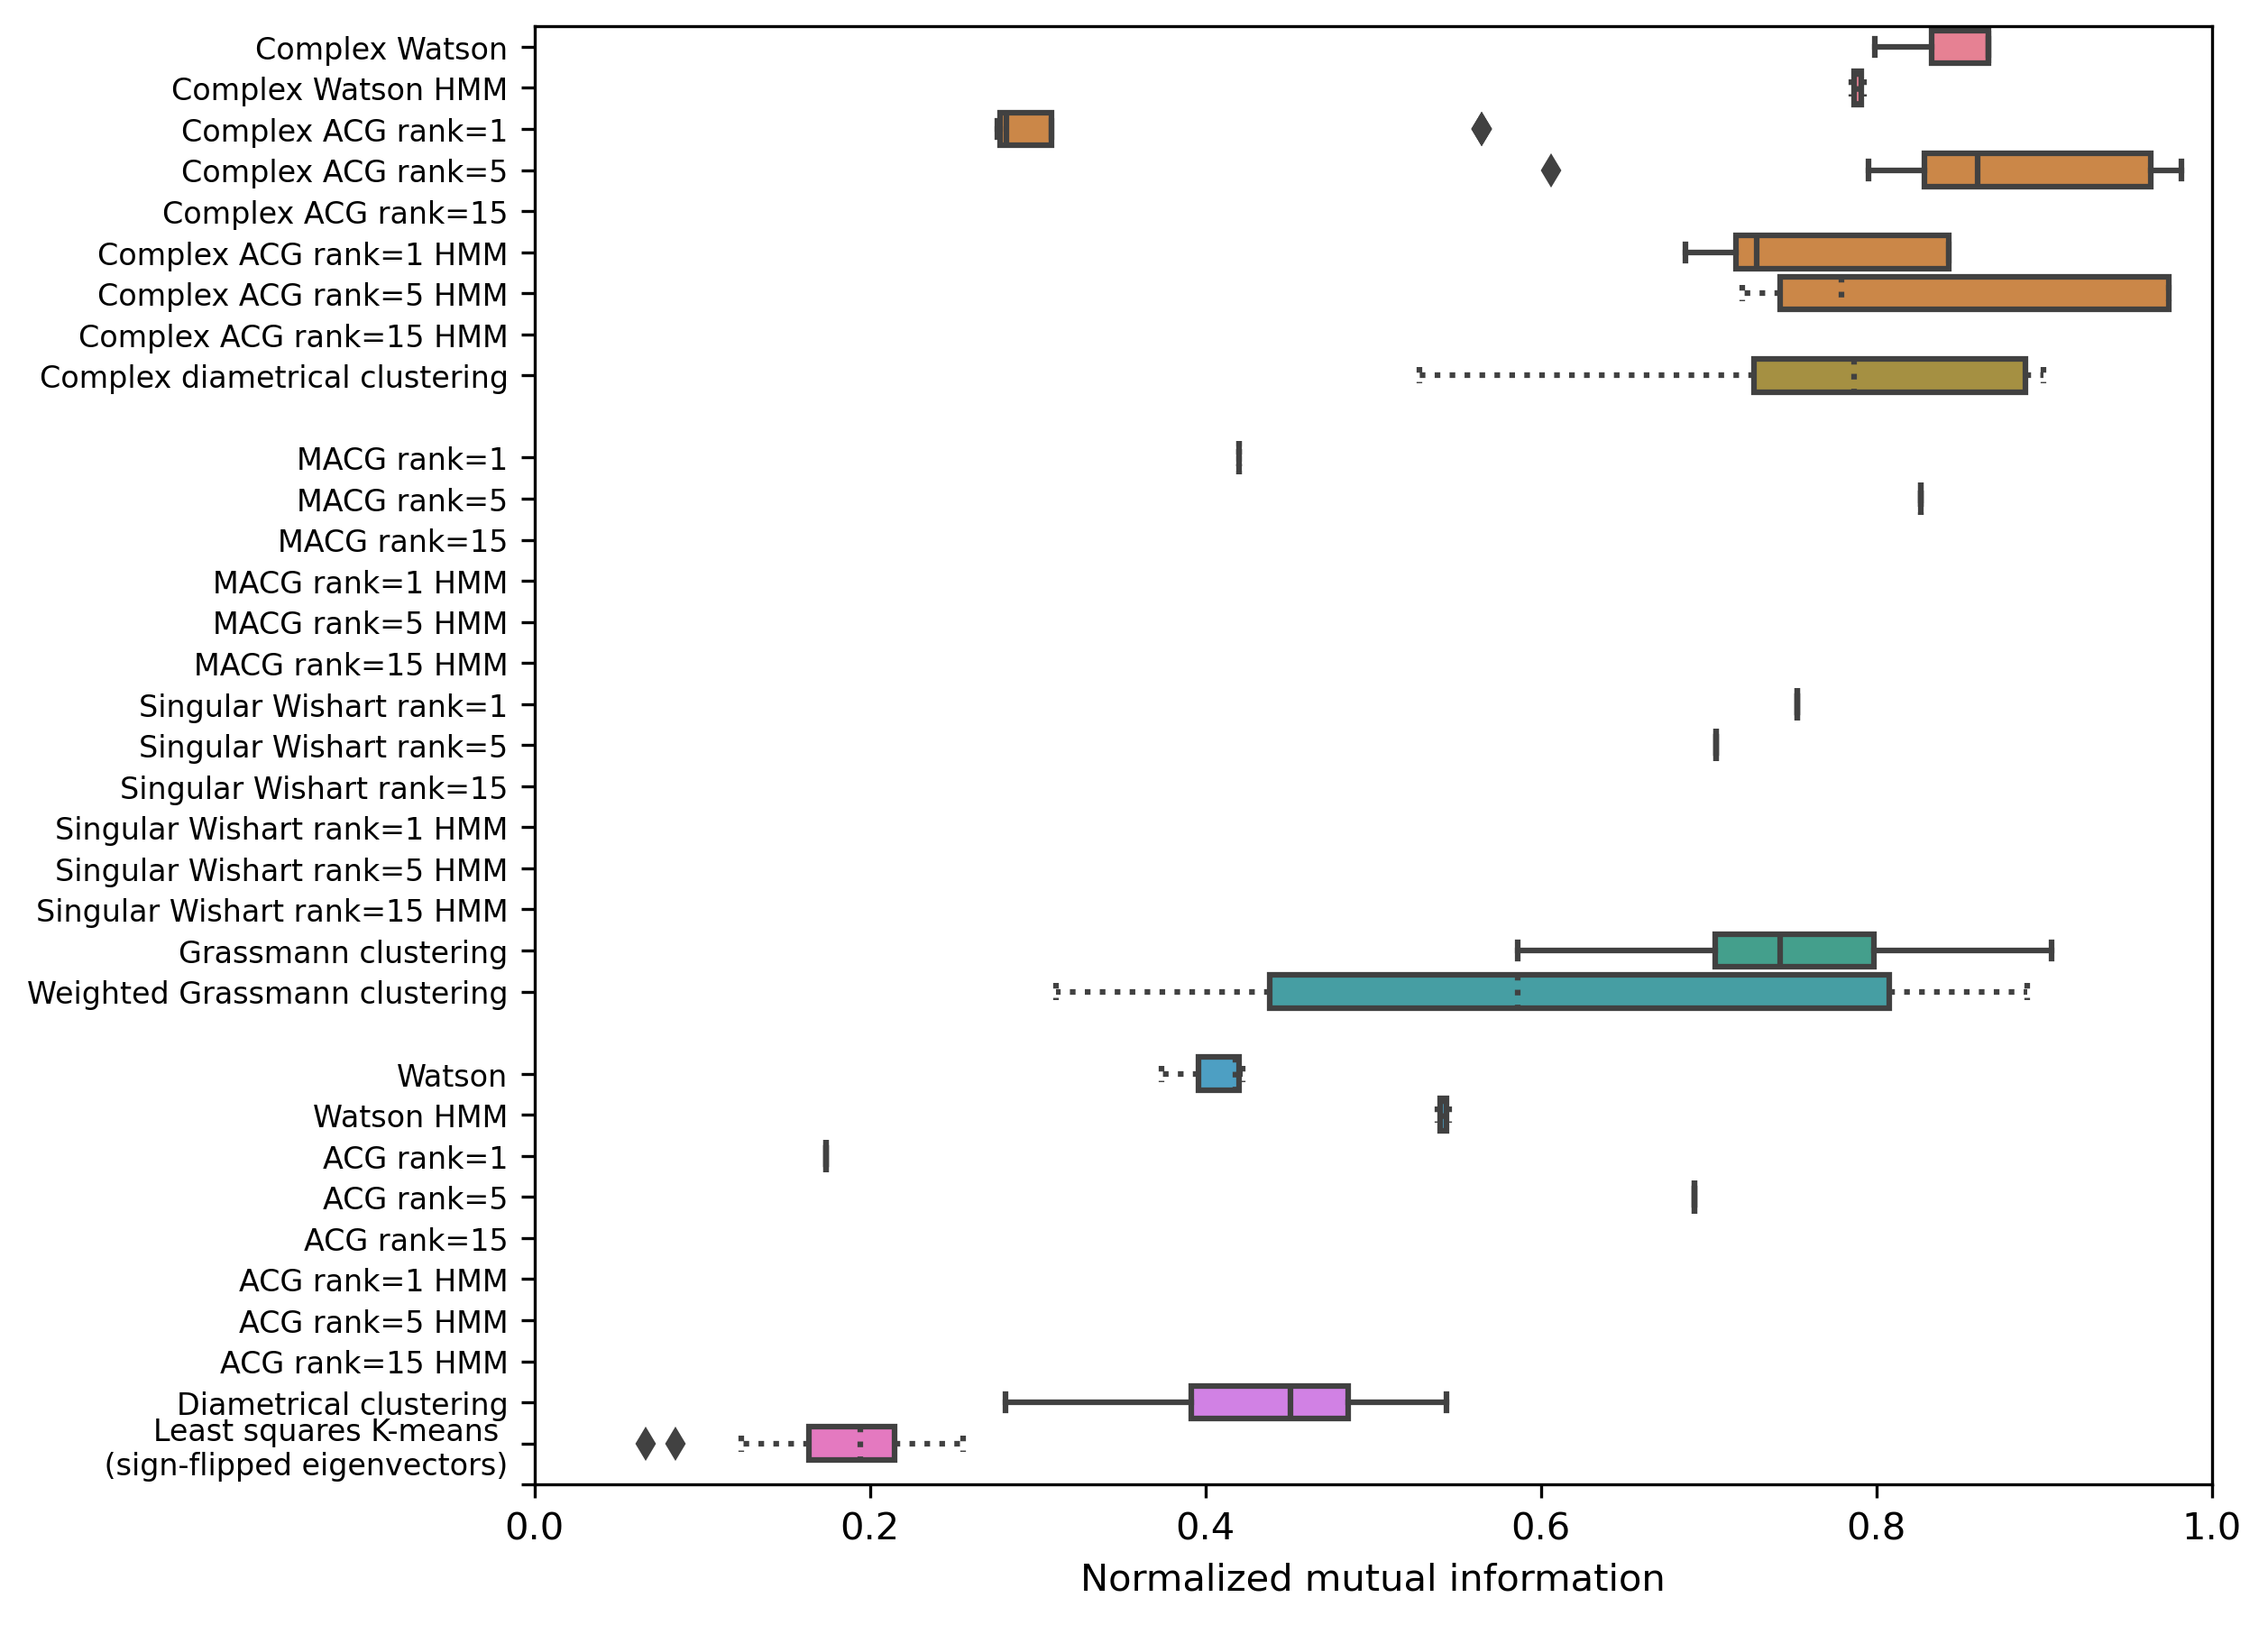 Complex Watson
Complex Watson HMM
Complex ACG rank=1
Complex ACG rank=5
Complex ACG rank=15
Complex ACG rank=1 HMM
Complex ACG rank=5 HMM
Complex ACG rank=15 HMM
Complex diametrical clustering
MACG rank=1
MACG rank=5
MACG rank=15
MACG rank=1 HMM
MACG rank=5 HMM
MACG rank=15 HMM
Singular Wishart rank=1
Singular Wishart rank=5
Singular Wishart rank=15
Singular Wishart rank=1 HMM
Singular Wishart rank=5 HMM
Singular Wishart rank=15 HMM
Grassmann clustering
Weighted Grassmann clustering
Watson
Watson HMM
ACG rank=1
ACG rank=5
ACG rank=15
ACG rank=1 HMM
ACG rank=5 HMM
ACG rank=15 HMM
Diametrical clustering
Least squares K-means
(sign-flipped eigenvectors)
0.0 0.2 0.4 0.6 0.8 1.0
Normalized mutual information